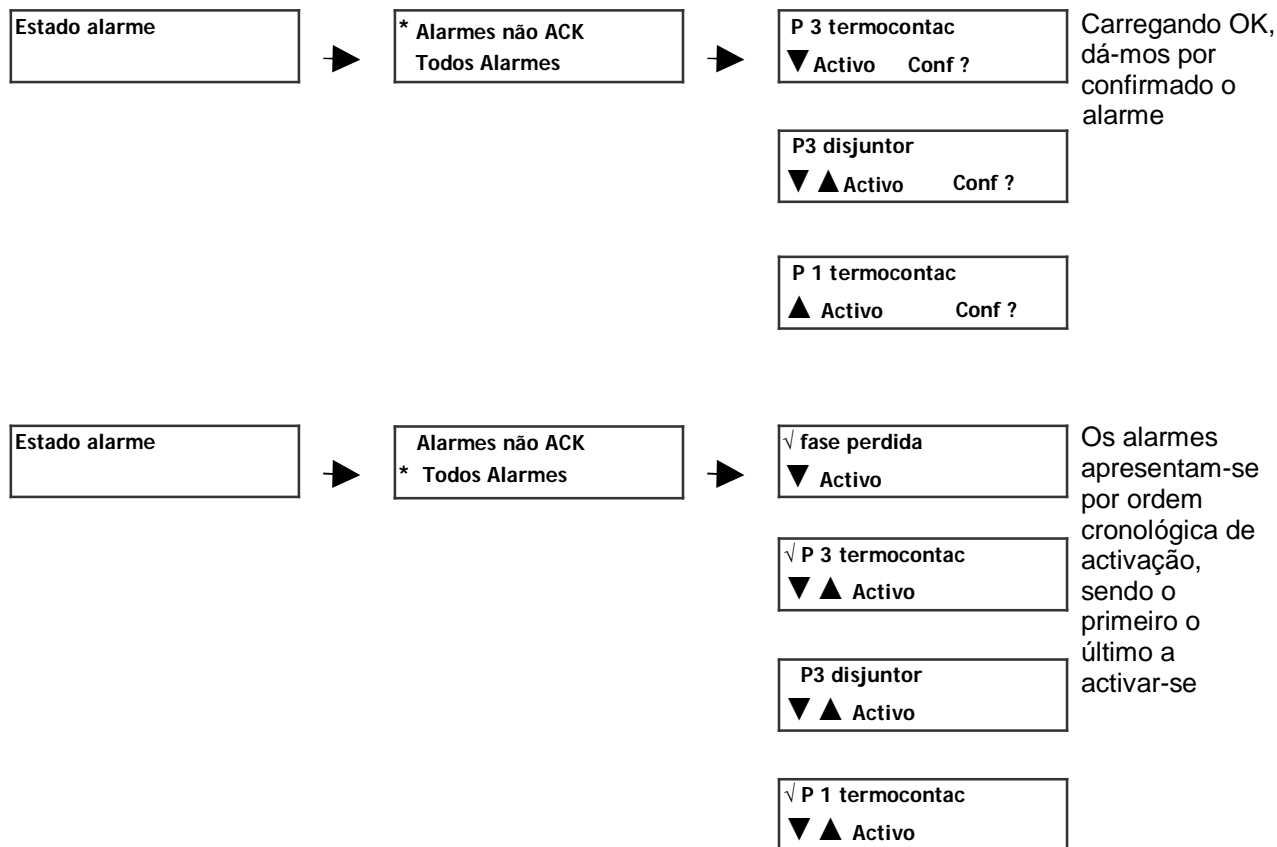 Estado alarme
* Alarmes não ACK
Todos Alarmes
P 3 termocontac
▼ Activo Conf ?
Carregando OK,
dá-mos por
confirmado o
alarme
P3 disjuntor
▼ ▲ Activo Conf ?
P 1 termocontac
▲ Activo Conf ?
Estado alarme
Alarmes não ACK
* Todos Alarmes
√ fase perdida
▼ Activo
Os alarmes
apresentam-se
por ordem
cronológica de
activação,
sendo o
primeiro o
último a
activar-se
√ P 3 termocontac
▼ ▲ Activo
P3 disjuntor
▼ ▲ Activo
√ P 1 termocontac
▼ ▲ Activo